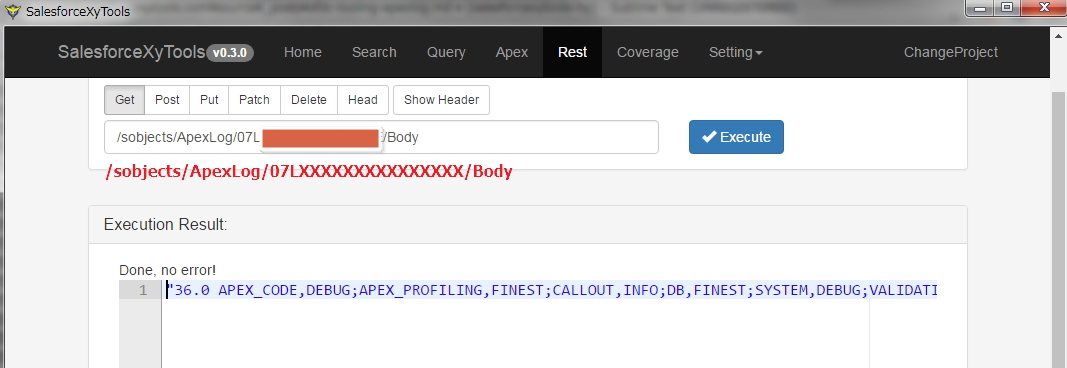 SalesforceXyTools
SalesforceXyTools v0.3.0 Home Search Query Apex Rest Coverage Setting ChangeProject
Get Post Put Patch Delete Head Show Header
/sobjects/ApexLog/07L /Body Execute
/sobjects/ApexLog/07LXXXXXXXXXXXXXXX/Body
Execution Result:
Done, no error!
1 "36.0 APEX_CODE,DEBUG;APEX_PROFILING,FINEST;CALLOUT,INFO;DB,FINEST;SYSTEM,DEBUG;VALIDATI